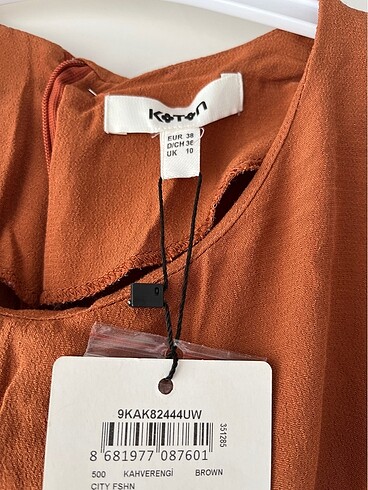 KOTON
EUR 38
D/CH 36
UK 10
9KAK82444UW
351285
8 681977 087601
500 KAHVERENGİ BROWN
CITY FSHN